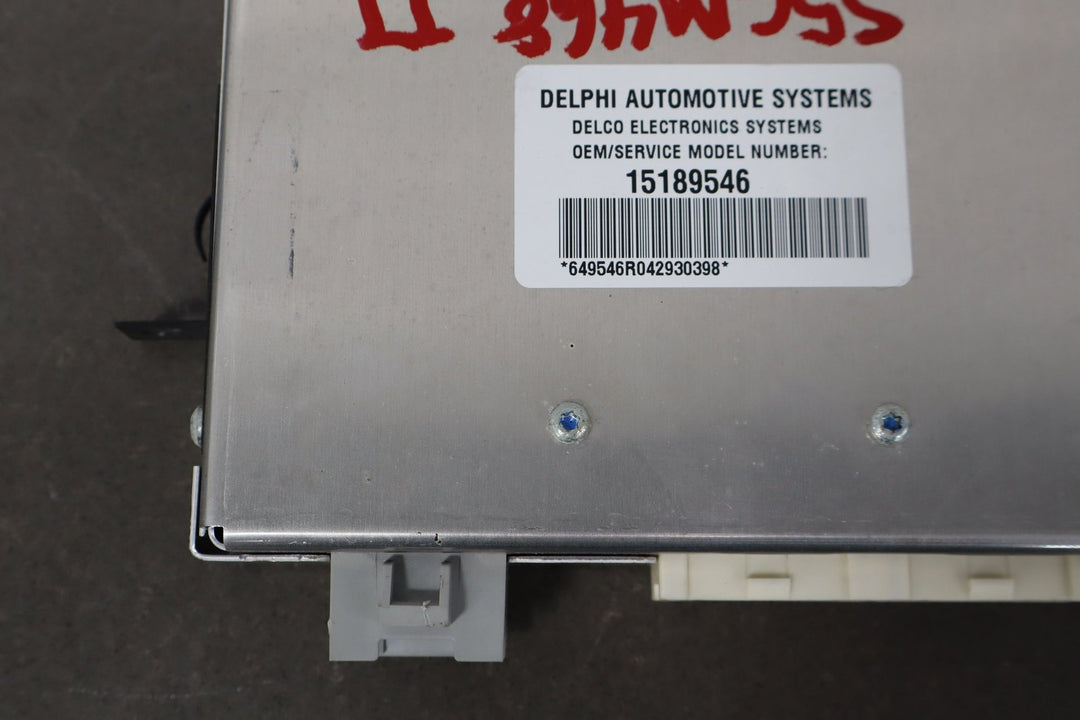 DELPHI AUTOMOTIVE SYSTEMS
DELCO ELECTRONICS SYSTEMS
OEM/SERVICE MODEL NUMBER:
15189546
*649546R042930398*